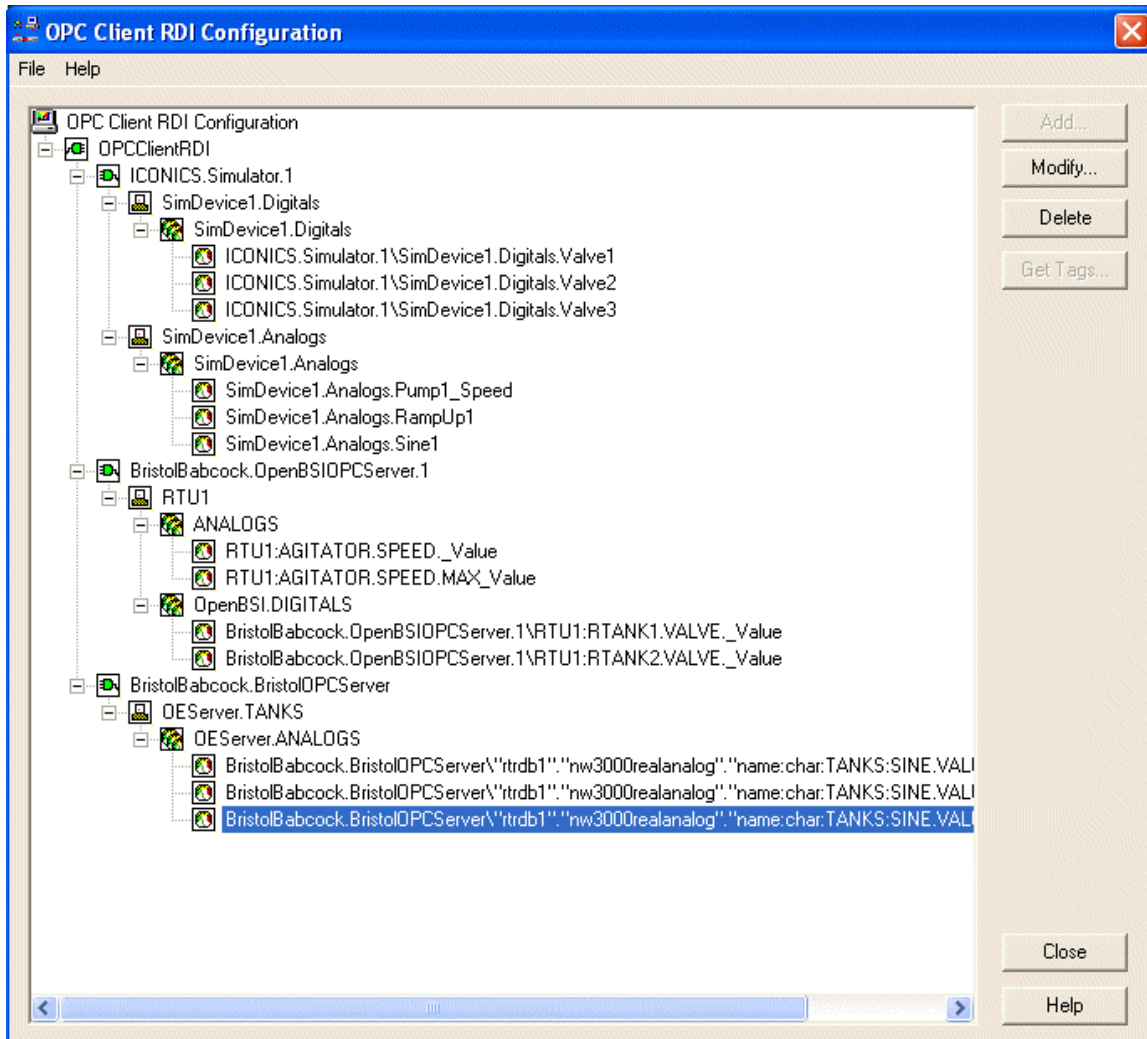 OPC Client RDI Configuration
File Help
OPC Client RDI Configuration
OPCClientRDI
ICONICS.Simulator.1
SimDevice1.Digitals
SimDevice1.Digitals
ICONICS.Simulator.1\SimDevice1.Digitals.Valve1
ICONICS.Simulator.1\SimDevice1.Digitals.Valve2
ICONICS.Simulator.1\SimDevice1.Digitals.Valve3
SimDevice1.Analogs
SimDevice1.Analogs
SimDevice1.Analogs.Pump1_Speed
SimDevice1.Analogs.RampUp1
SimDevice1.Analogs.Sine1
BristolBabcock.OpenBSIOPCServer.1
RTU1
ANALOGS
RTU1:AGITATOR.SPEED._Value
RTU1:AGITATOR.SPEED.MAX_Value
OpenBSI.DIGITALS
BristolBabcock.OpenBSIOPCServer.1\RTU1:RTANK1.VALVE._Value
BristolBabcock.OpenBSIOPCServer.1\RTU1:RTANK2.VALVE._Value
BristolBabcock.BristolOPCServer
OEServer.TANKS
OEServer.ANALOGS
BristolBabcock.BristolOPCServer\"rtrdb1"."nw3000realanalog"."name:char:TANKS:SINE.VAL
BristolBabcock.BristolOPCServer\"rtrdb1"."nw3000realanalog"."name:char:TANKS:SINE.VAL
BristolBabcock.BristolOPCServer\"rtrdb1"."nw3000realanalog"."name:char:TANKS:SINE.VAL
Add...
Modify...
Delete
Get Tags...
Close
Help